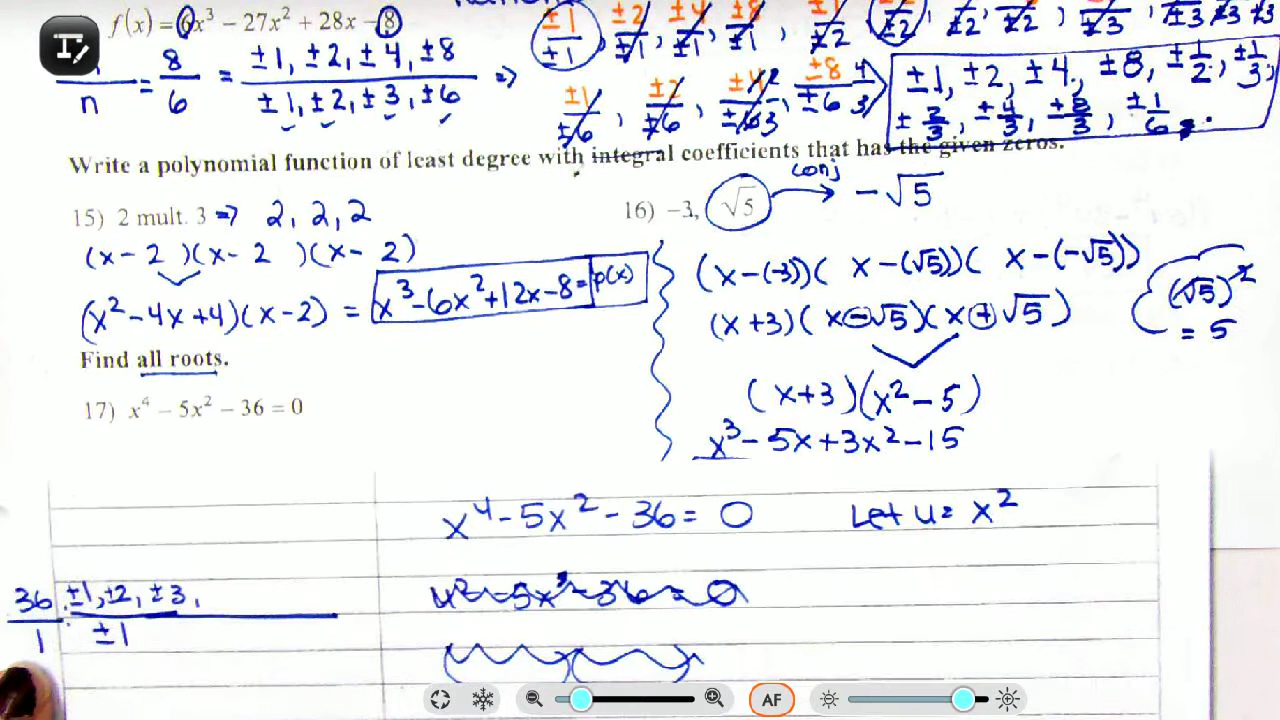 f(x) = 6x³ − 27x² + 28x − 8
n = 8/6 = ±1, ±2, ±4, ±8 / ±1, ±2, ±3, ±6 ⇒
±1/±1, ±2/±1, ±4/±1, ±8/±1, ±1/±2
±1/±6, ±2/±6, ±8/±6 4/3
±1, ±2, ±4, ±8, ±1/2, ±1/3,
±2/3, ±4/3, ±8/3, ±1/6
Write a polynomial function of least degree with integral coefficients that has the given zeros.
15) 2 mult. 3 ⇒ 2, 2, 2
(x − 2 )(x − 2 )(x − 2)
(x² − 4x + 4)(x − 2) = x³ − 6x² + 12x − 8 = p(x)
16) −3, √5 conj → −√5
(x − (−3))( x − (√5))( x − (−√5))
(x + 3)( x − √5)( x + √5 )
(√5)² = 5
( x + 3 )(x² − 5)
x³ − 5x + 3x² − 15
Find all roots.
17) x⁴ − 5x² − 36 = 0
x⁴ − 5x² − 36 = 0 Let u = x²
36/1 : ±1, ±2, ±3, / ±1
u² − 5x − 36 = 0
AF